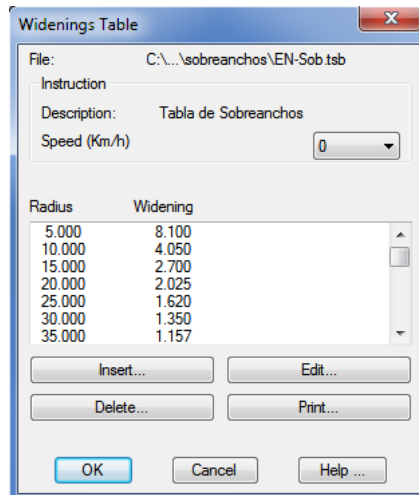 Widenings Table
File: C:\...\sobreanchos\EN-Sob.tsb
Instruction
Description: Tabla de Sobreanchos
Speed (Km/h) 0
Radius Widening
5.000 8.100
10.000 4.050
15.000 2.700
20.000 2.025
25.000 1.620
30.000 1.350
35.000 1.157
Insert... Edit...
Delete... Print...
OK Cancel Help ...